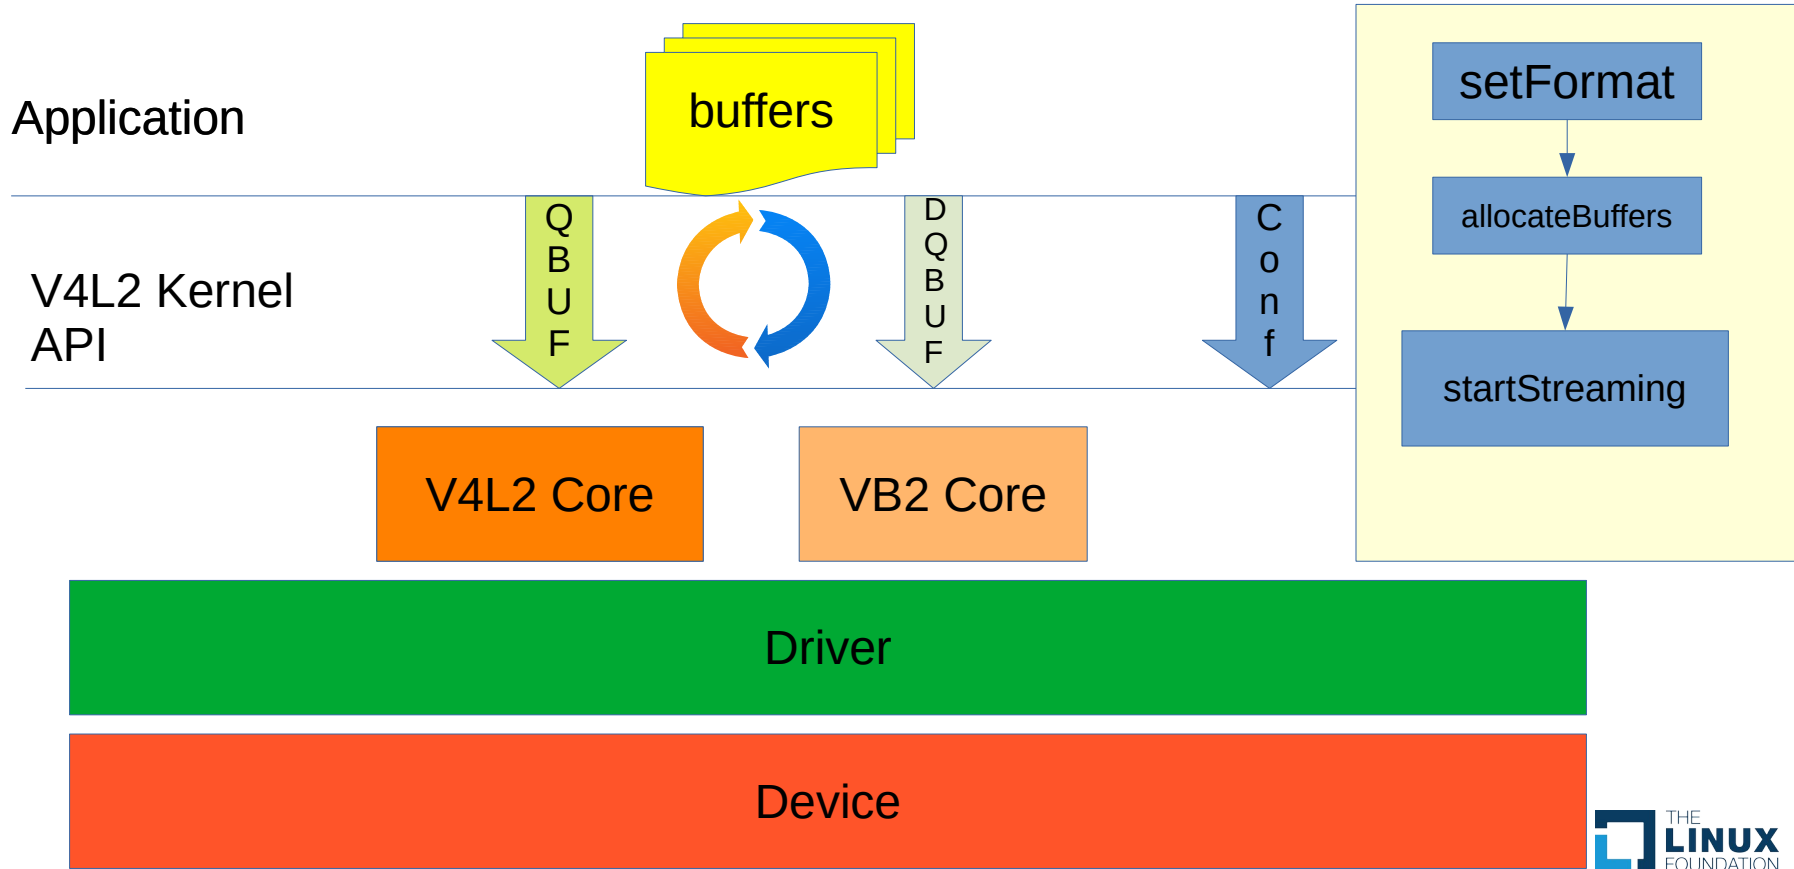 Application
buffers
setFormat
allocateBuffers
startStreaming
V4L2 Kernel
API
Q
B
U
F
D
Q
B
U
F
C
o
n
f
V4L2 Core
VB2 Core
Driver
Device
THE
LINUX
FOUNDATION